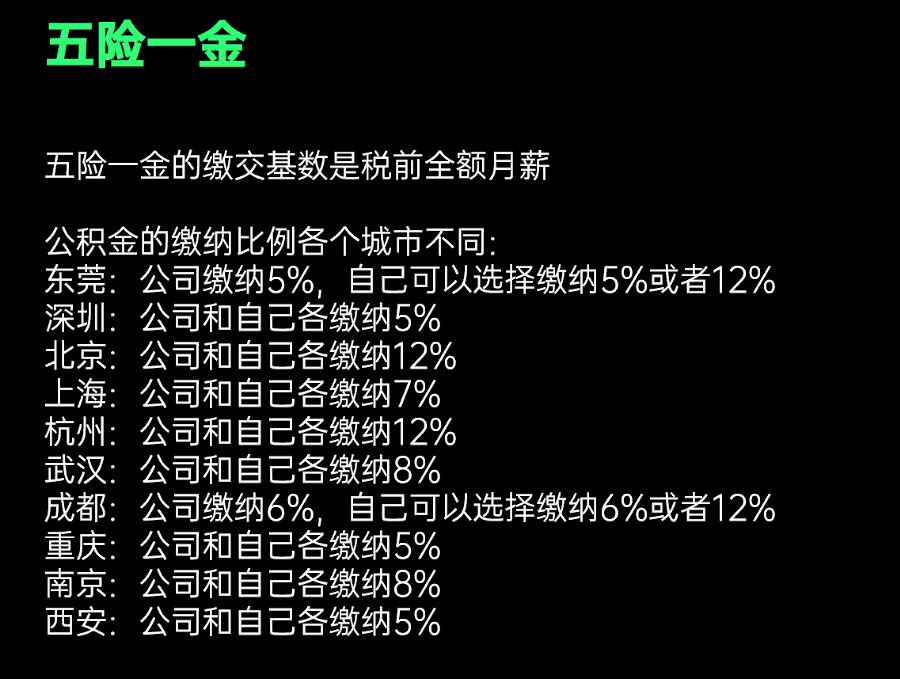 五险一金
五险一金的缴交基数是税前全额月薪
公积金的缴纳比例各个城市不同：
东莞：公司缴纳5%，自己可以选择缴纳5%或者12%
深圳：公司和自己各缴纳5%
北京：公司和自己各缴纳12%
上海：公司和自己各缴纳7%
杭州：公司和自己各缴纳12%
武汉：公司和自己各缴纳8%
成都：公司缴纳6%，自己可以选择缴纳6%或者12%
重庆：公司和自己各缴纳5%
南京：公司和自己各缴纳8%
西安：公司和自己各缴纳5%